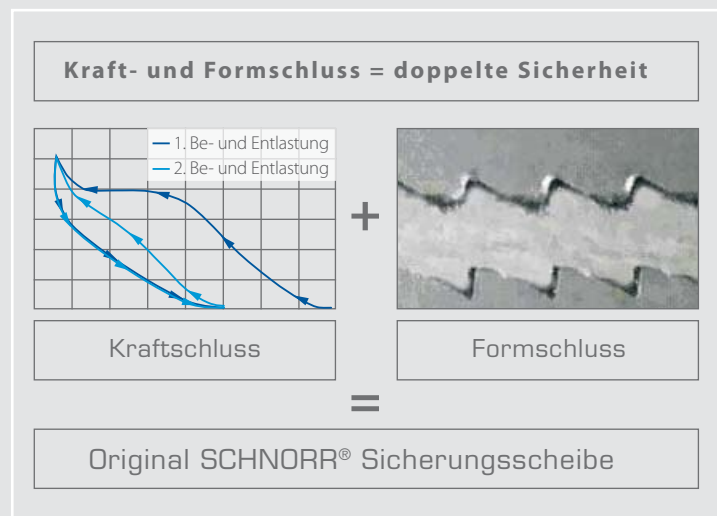 Kraft- und Formschluss = doppelte Sicherheit
1. Be- und Entlastung
2. Be- und Entlastung
+
Kraftschluss
Formschluss
=
Original SCHNORR® Sicherungsscheibe